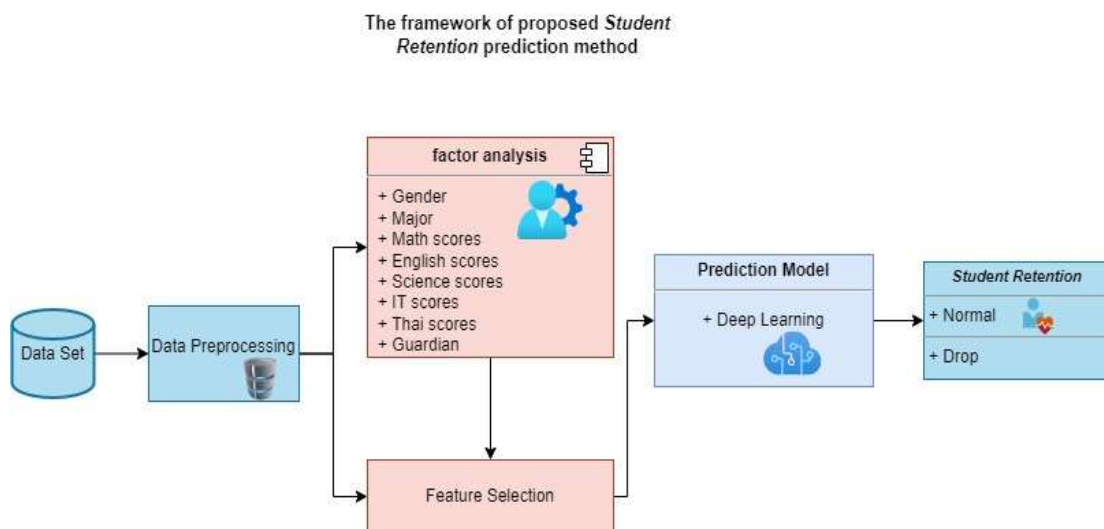 The framework of proposed Student
Retention prediction method
factor analysis
+ Gender
+ Major
+ Math scores
+ English scores
+ Science scores
+ IT scores
+ Thai scores
+ Guardian
Data Set
Data Preprocessing
Feature Selection
Prediction Model
+ Deep Learning
Student Retention
+ Normal
+ Drop